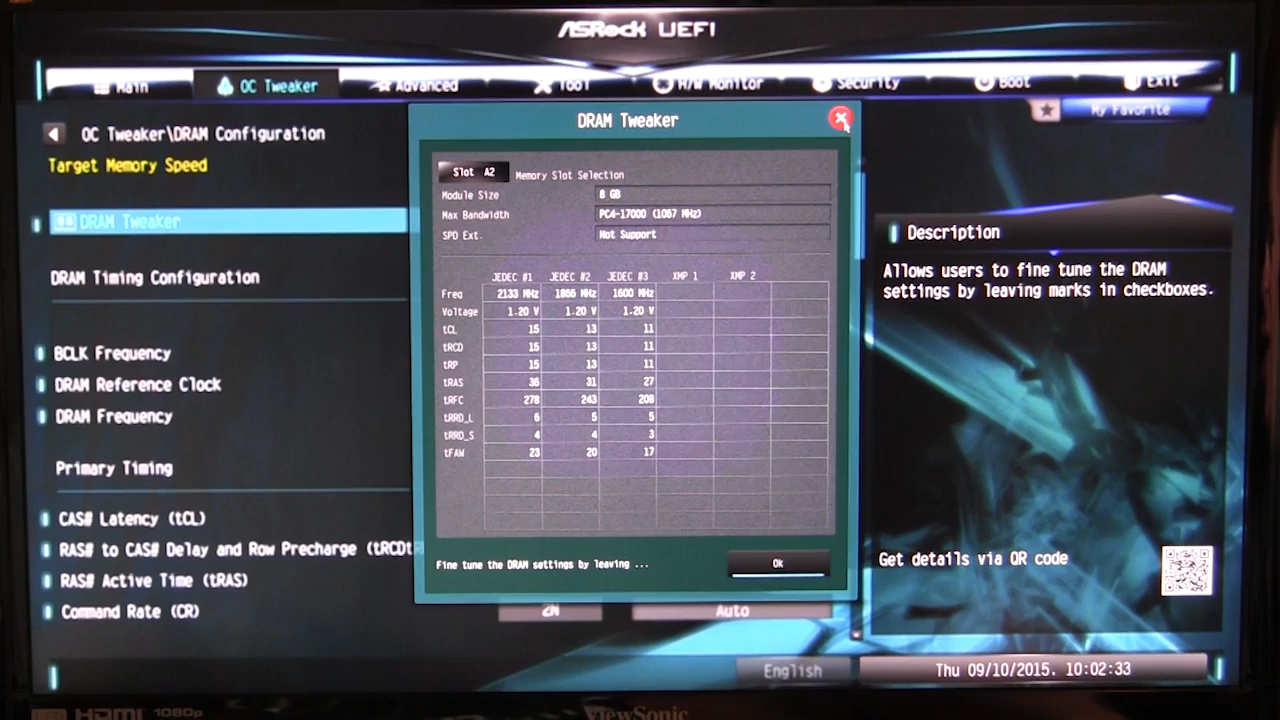 ASRock UEFI
Main OC Tweaker Advanced Tool H/W Monitor Security Boot Exit
My Favorite
OC Tweaker\DRAM Configuration
Target Memory Speed
DRAM Tweaker
DRAM Timing Configuration
BCLK Frequency
DRAM Reference Clock
DRAM Frequency
Primary Timing
CAS# Latency (tCL)
RAS# to CAS# Delay and Row Precharge (tRCDtR
RAS# Active Time (tRAS)
Command Rate (CR) 2N Auto
DRAM Tweaker
Slot A2 Memory Slot Selection
Module Size 8 GB
Max Bandwidth PC4-17000 (1067 MHz)
SPD Ext. Not Support
JEDEC #1 JEDEC #2 JEDEC #3 XMP 1 XMP 2
Freq 2133 MHz 1866 MHz 1600 MHz
Voltage 1.20 V 1.20 V 1.20 V
tCL 15 13 11
tRCD 15 13 11
tRP 15 13 11
tRAS 36 31 27
tRFC 278 243 208
tRRD_L 6 5 5
tRRD_S 4 4 3
tFAW 23 20 17
Fine tune the DRAM settings by leaving ...
Ok
Description
Allows users to fine tune the DRAM
settings by leaving marks in checkboxes.
Get details via QR code
English
Thu 09/10/2015. 10:02:33
HDMI 1080p
ViewSonic